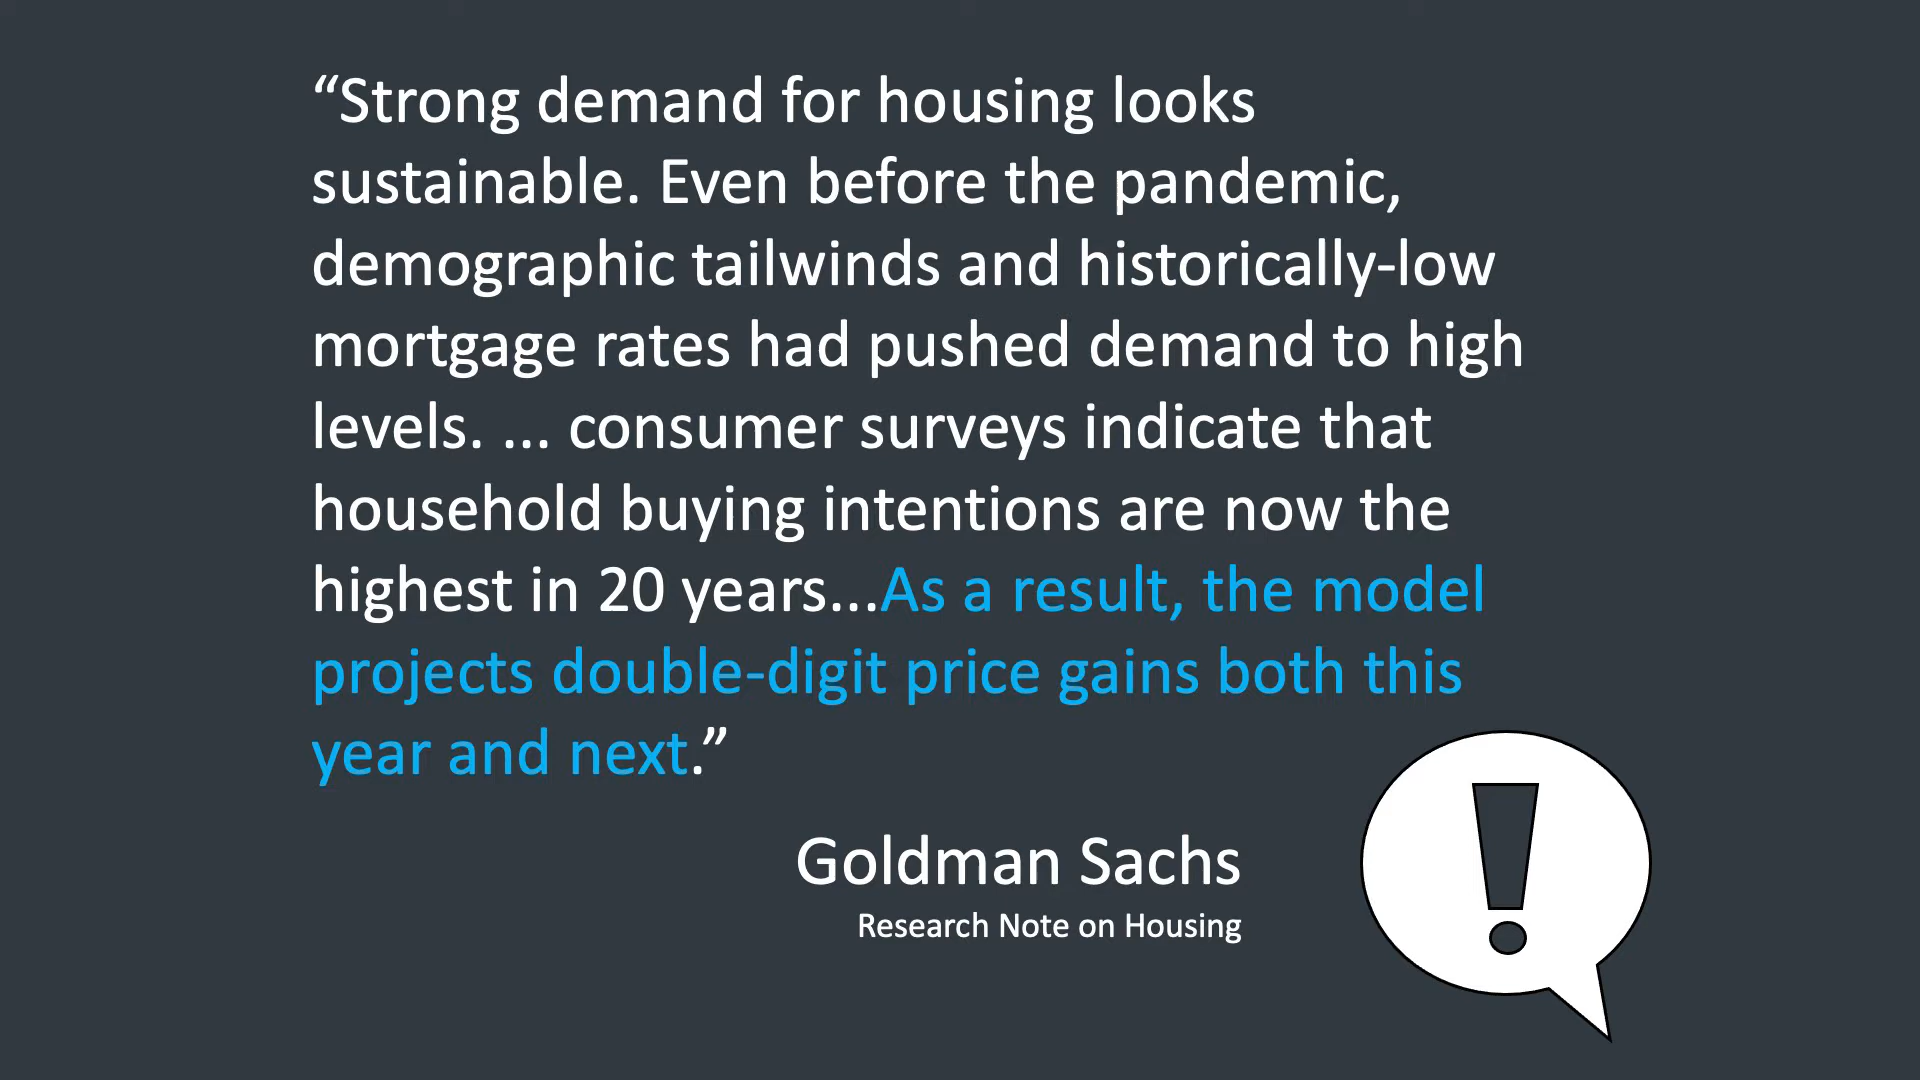 “Strong demand for housing looks
sustainable. Even before the pandemic,
demographic tailwinds and historically-low
mortgage rates had pushed demand to high
levels. ... consumer surveys indicate that
household buying intentions are now the
highest in 20 years...As a result, the model
projects double-digit price gains both this
year and next.”
Goldman Sachs
Research Note on Housing
!